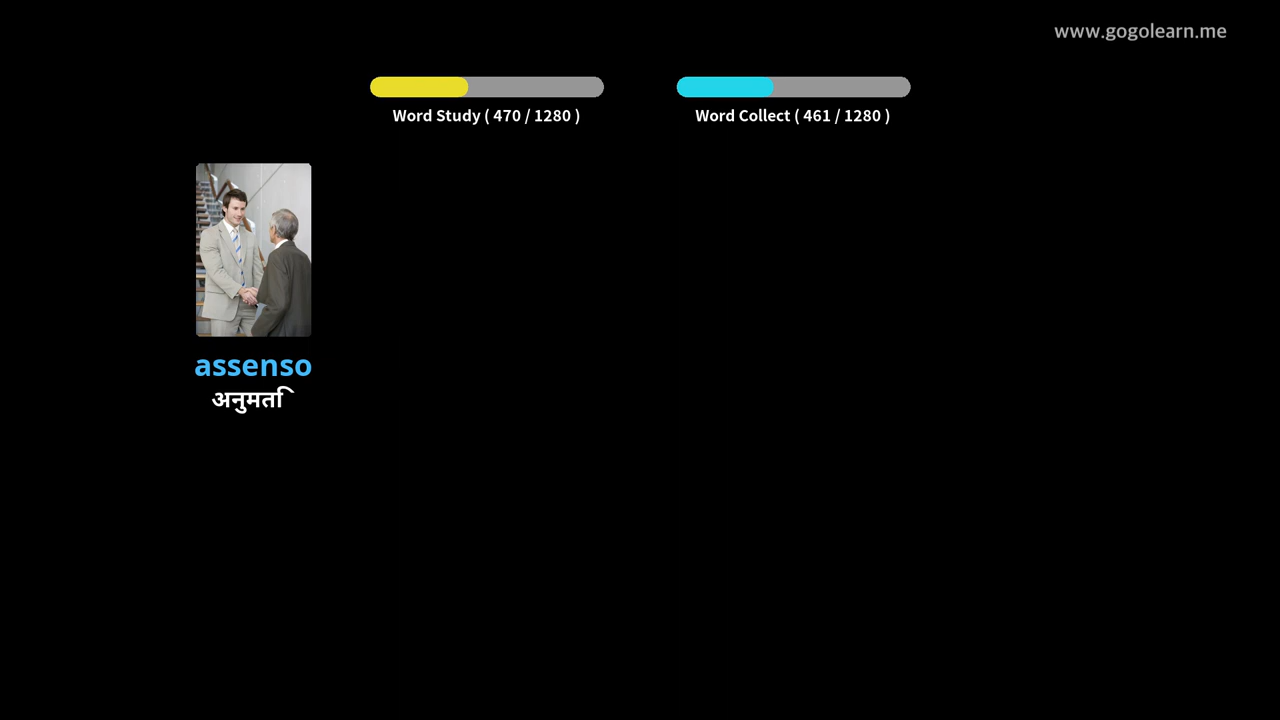 www.gogolearn.me
Word Study ( 470 / 1280 )
Word Collect ( 461 / 1280 )
assenso
अनुमति